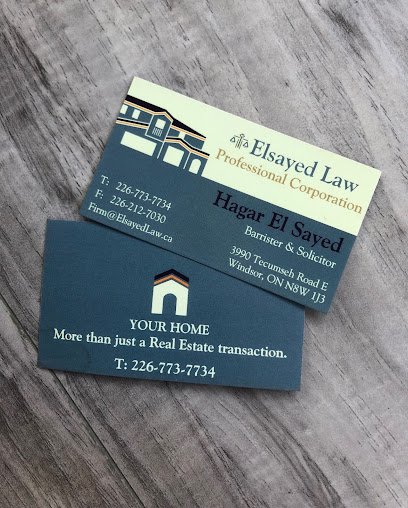 Elsayed Law
Professional Corporation
Hagar El Sayed
Barrister & Solicitor
3990 Tecumseh Road E
Windsor, ON N8W 1J3
T: 226-773-7734
F: 226-212-7030
Firm@ElsayedLaw.ca
YOUR HOME
More than just a Real Estate transaction.
T: 226-773-7734